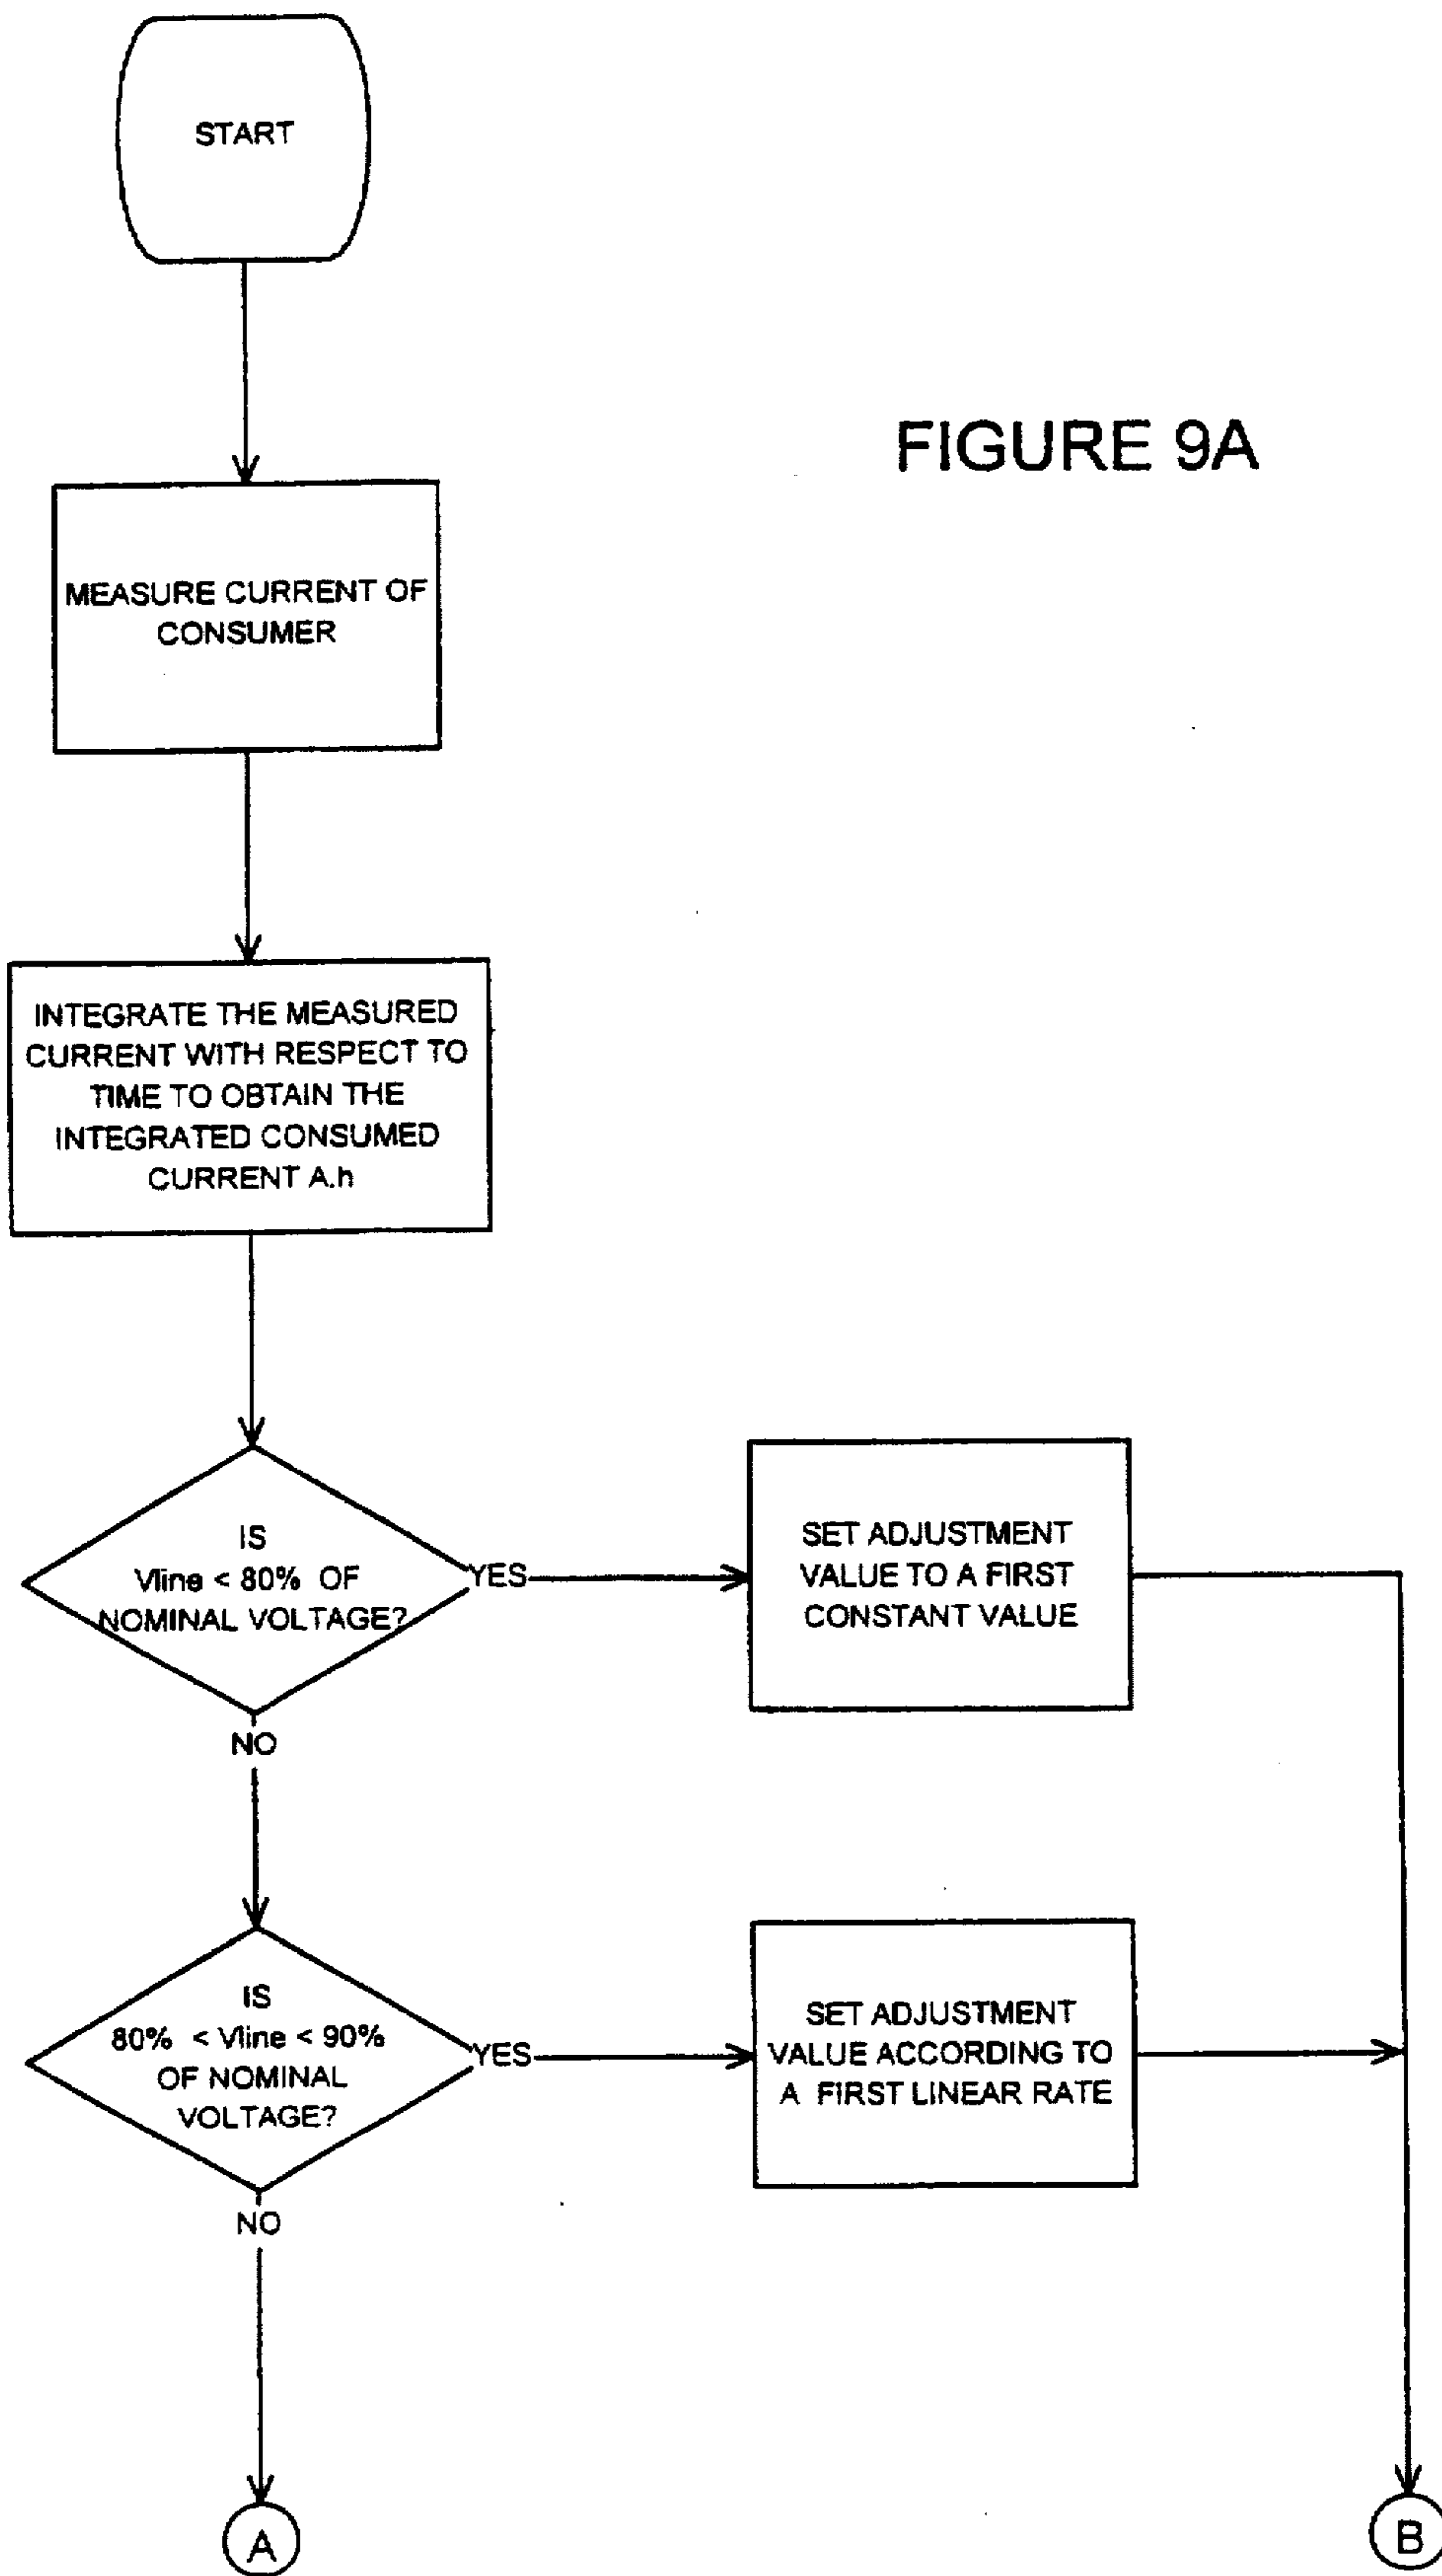 START
FIGURE 9A
MEASURE CURRENT OF
CONSUMER
INTEGRATE THE MEASURED
CURRENT WITH RESPECT TO
TIME TO OBTAIN THE
INTEGRATED CONSUMED
CURRENT A.h
IS
Vline < 80% OF
NOMINAL VOLTAGE?
YES
SET ADJUSTMENT
VALUE TO A FIRST
CONSTANT VALUE
NO
IS
80% < Vline < 90%
OF NOMINAL
VOLTAGE?
YES
SET ADJUSTMENT
VALUE ACCORDING TO
A FIRST LINEAR RATE
NO
A
B